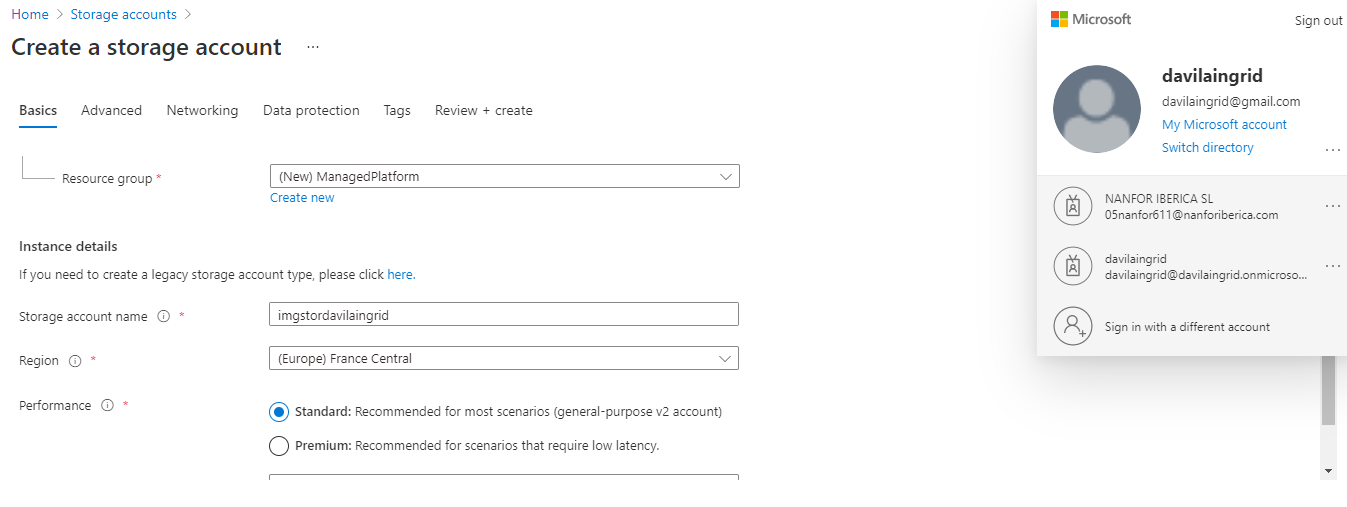 Home > Storage accounts >
Create a storage account ...
Basics Advanced Networking Data protection Tags Review + create
Resource group * (New) ManagedPlatform
Create new
Instance details
If you need to create a legacy storage account type, please click here.
Storage account name * imgstordavilaingrid
Region * (Europe) France Central
Performance * Standard: Recommended for most scenarios (general-purpose v2 account)
Premium: Recommended for scenarios that require low latency.
Microsoft Sign out
davilaingrid
davilaingrid@gmail.com
My Microsoft account
Switch directory ...
NANFOR IBERICA SL
05nanfor611@nanforiberica.com ...
davilaingrid
davilaingrid@davilaingrid.onmicroso... ...
Sign in with a different account